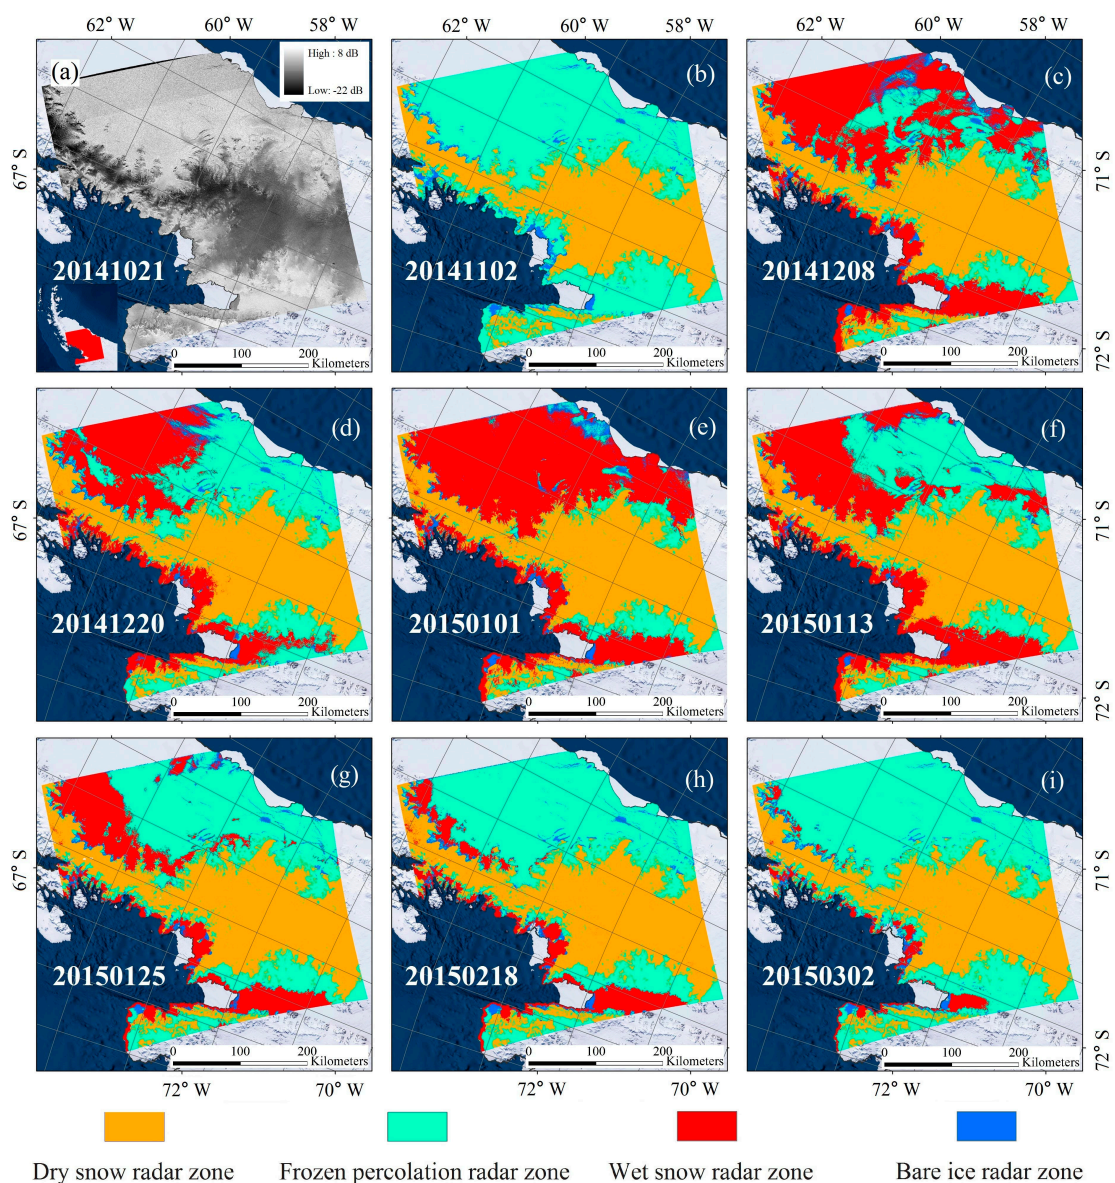 62° W 60° W 58° W 62° W 60° W 58° W 62° W 60° W 58° W
(a)
High : 8 dB
Low: -22 dB
(b)
(c)
67° S
71° S
20141021
20141102
20141208
0 100 200
Kilometers
0 100 200
Kilometers
0 100 200
Kilometers
72° S
(d)
(e)
(f)
67° S
71° S
20141220
20150101
20150113
0 100 200
Kilometers
0 100 200
Kilometers
0 100 200
Kilometers
72° S
(g)
(h)
(i)
67° S
71° S
20150125
20150218
20150302
0 100 200
Kilometers
0 100 200
Kilometers
0 100 200
Kilometers
72° S
72° W 70° W 72° W 70° W 72° W 70° W
Dry snow radar zone Frozen percolation radar zone Wet snow radar zone Bare ice radar zone